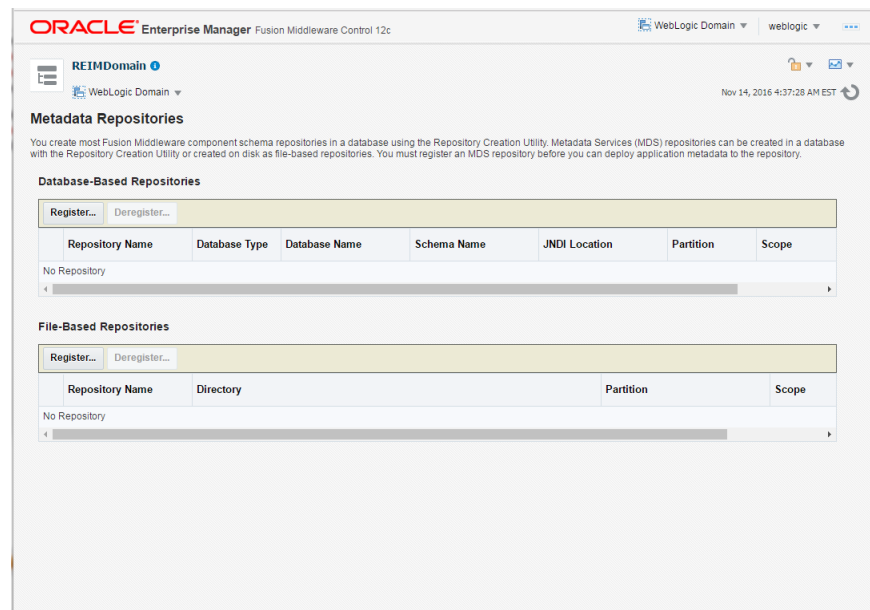 ORACLE Enterprise Manager Fusion Middleware Control 12c
WebLogic Domain
weblogic
REIMDomain
WebLogic Domain
Nov 14, 2016 4:37:28 AM EST
Metadata Repositories
You create most Fusion Middleware component schema repositories in a database using the Repository Creation Utility. Metadata Services (MDS) repositories can be created in a database
with the Repository Creation Utility or created on disk as file-based repositories. You must register an MDS repository before you can deploy application metadata to the repository.
Database-Based Repositories
Register... Deregister...
Repository Name Database Type Database Name Schema Name JNDI Location Partition Scope
No Repository
File-Based Repositories
Register... Deregister...
Repository Name Directory Partition Scope
No Repository